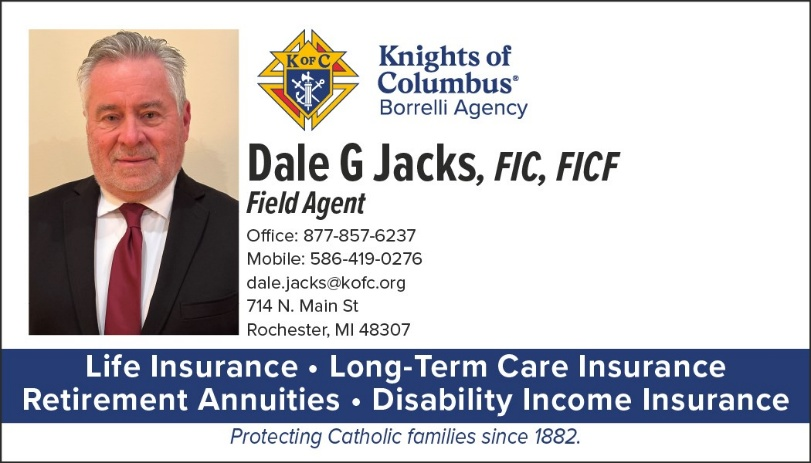 K OF C
Knights of
Columbus®
Borrelli Agency
Dale G Jacks, FIC, FICF
Field Agent
Office: 877-857-6237
Mobile: 586-419-0276
dale.jacks@kofc.org
714 N. Main St
Rochester, MI 48307
Life Insurance • Long-Term Care Insurance
Retirement Annuities • Disability Income Insurance
Protecting Catholic families since 1882.